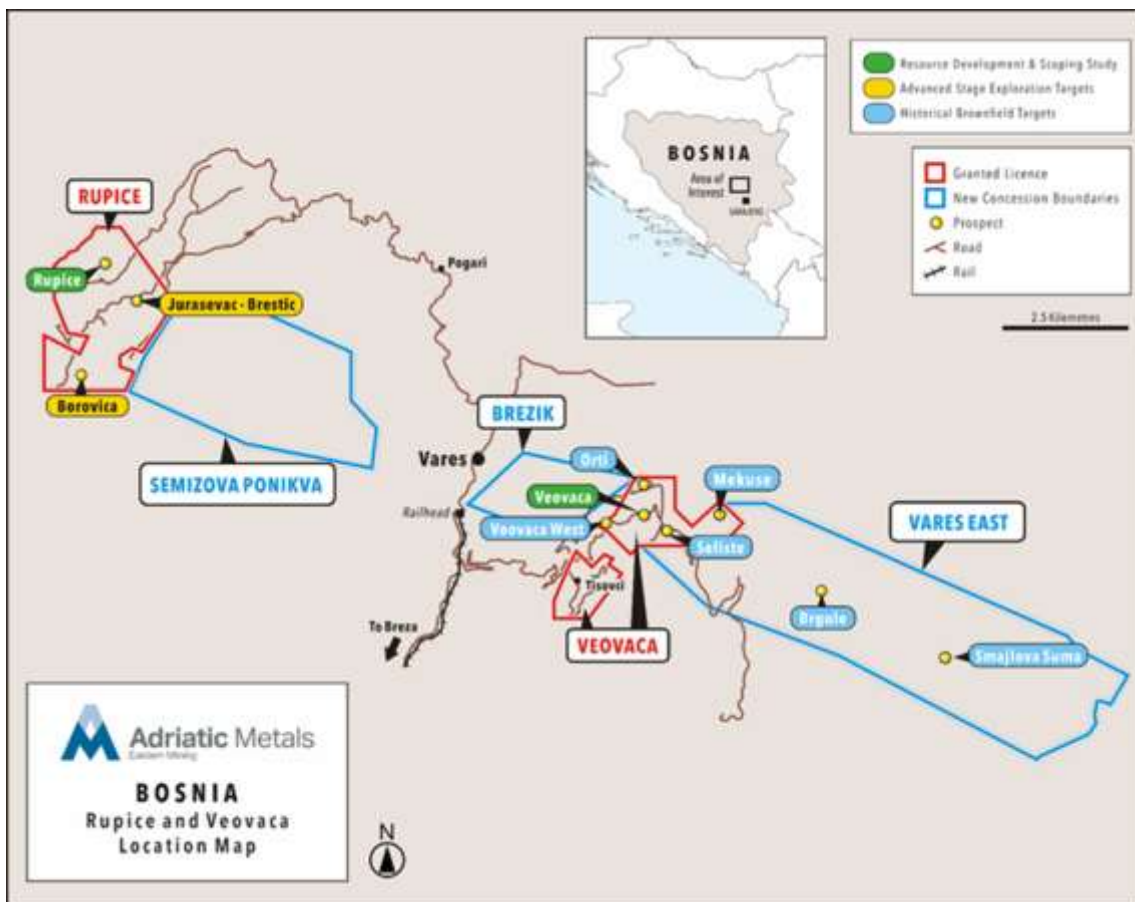 Resource Development & Scoping Study
Advanced Stage Exploration Targets
Historical Brownfield Targets
BOSNIA
Area of
Interest
SARAJEVO
Granted Licence
New Concession Boundaries
Prospect
Road
Rail
2.5 Kilometres
RUPICE
Rupice
Jurasevac - Brestic
Borovica
Pogari
SEMIZOVA PONIKVA
BREZIK
Vares
Railhead
Orti
Veovaca
Veovaca West
Mekuse
Seliste
VARES EAST
Tisovci
VEOVACA
Brgule
Smajlova Suma
To Breza
Adriatic Metals
Eastern Mining
BOSNIA
Rupice and Veovaca
Location Map
N